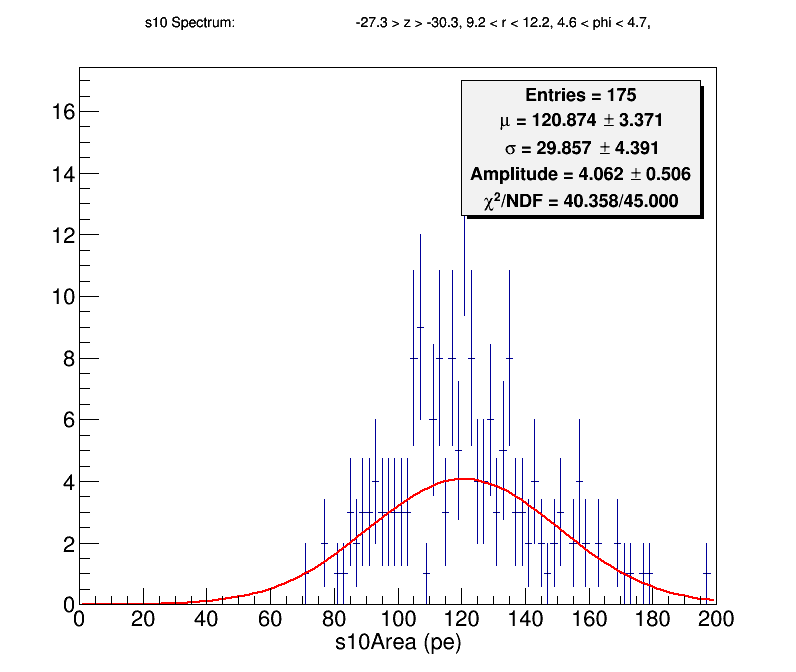 s10 Spectrum: -27.3 > z > -30.3, 9.2 < r < 12.2, 4.6 < phi < 4.7,
Entries = 175
μ = 120.874 ± 3.371
σ = 29.857 ± 4.391
Amplitude = 4.062 ± 0.506
χ²/NDF = 40.358/45.000
16
14
12
10
8
6
4
2
0
0 20 40 60 80 100 120 140 160 180 200
s10Area (pe)